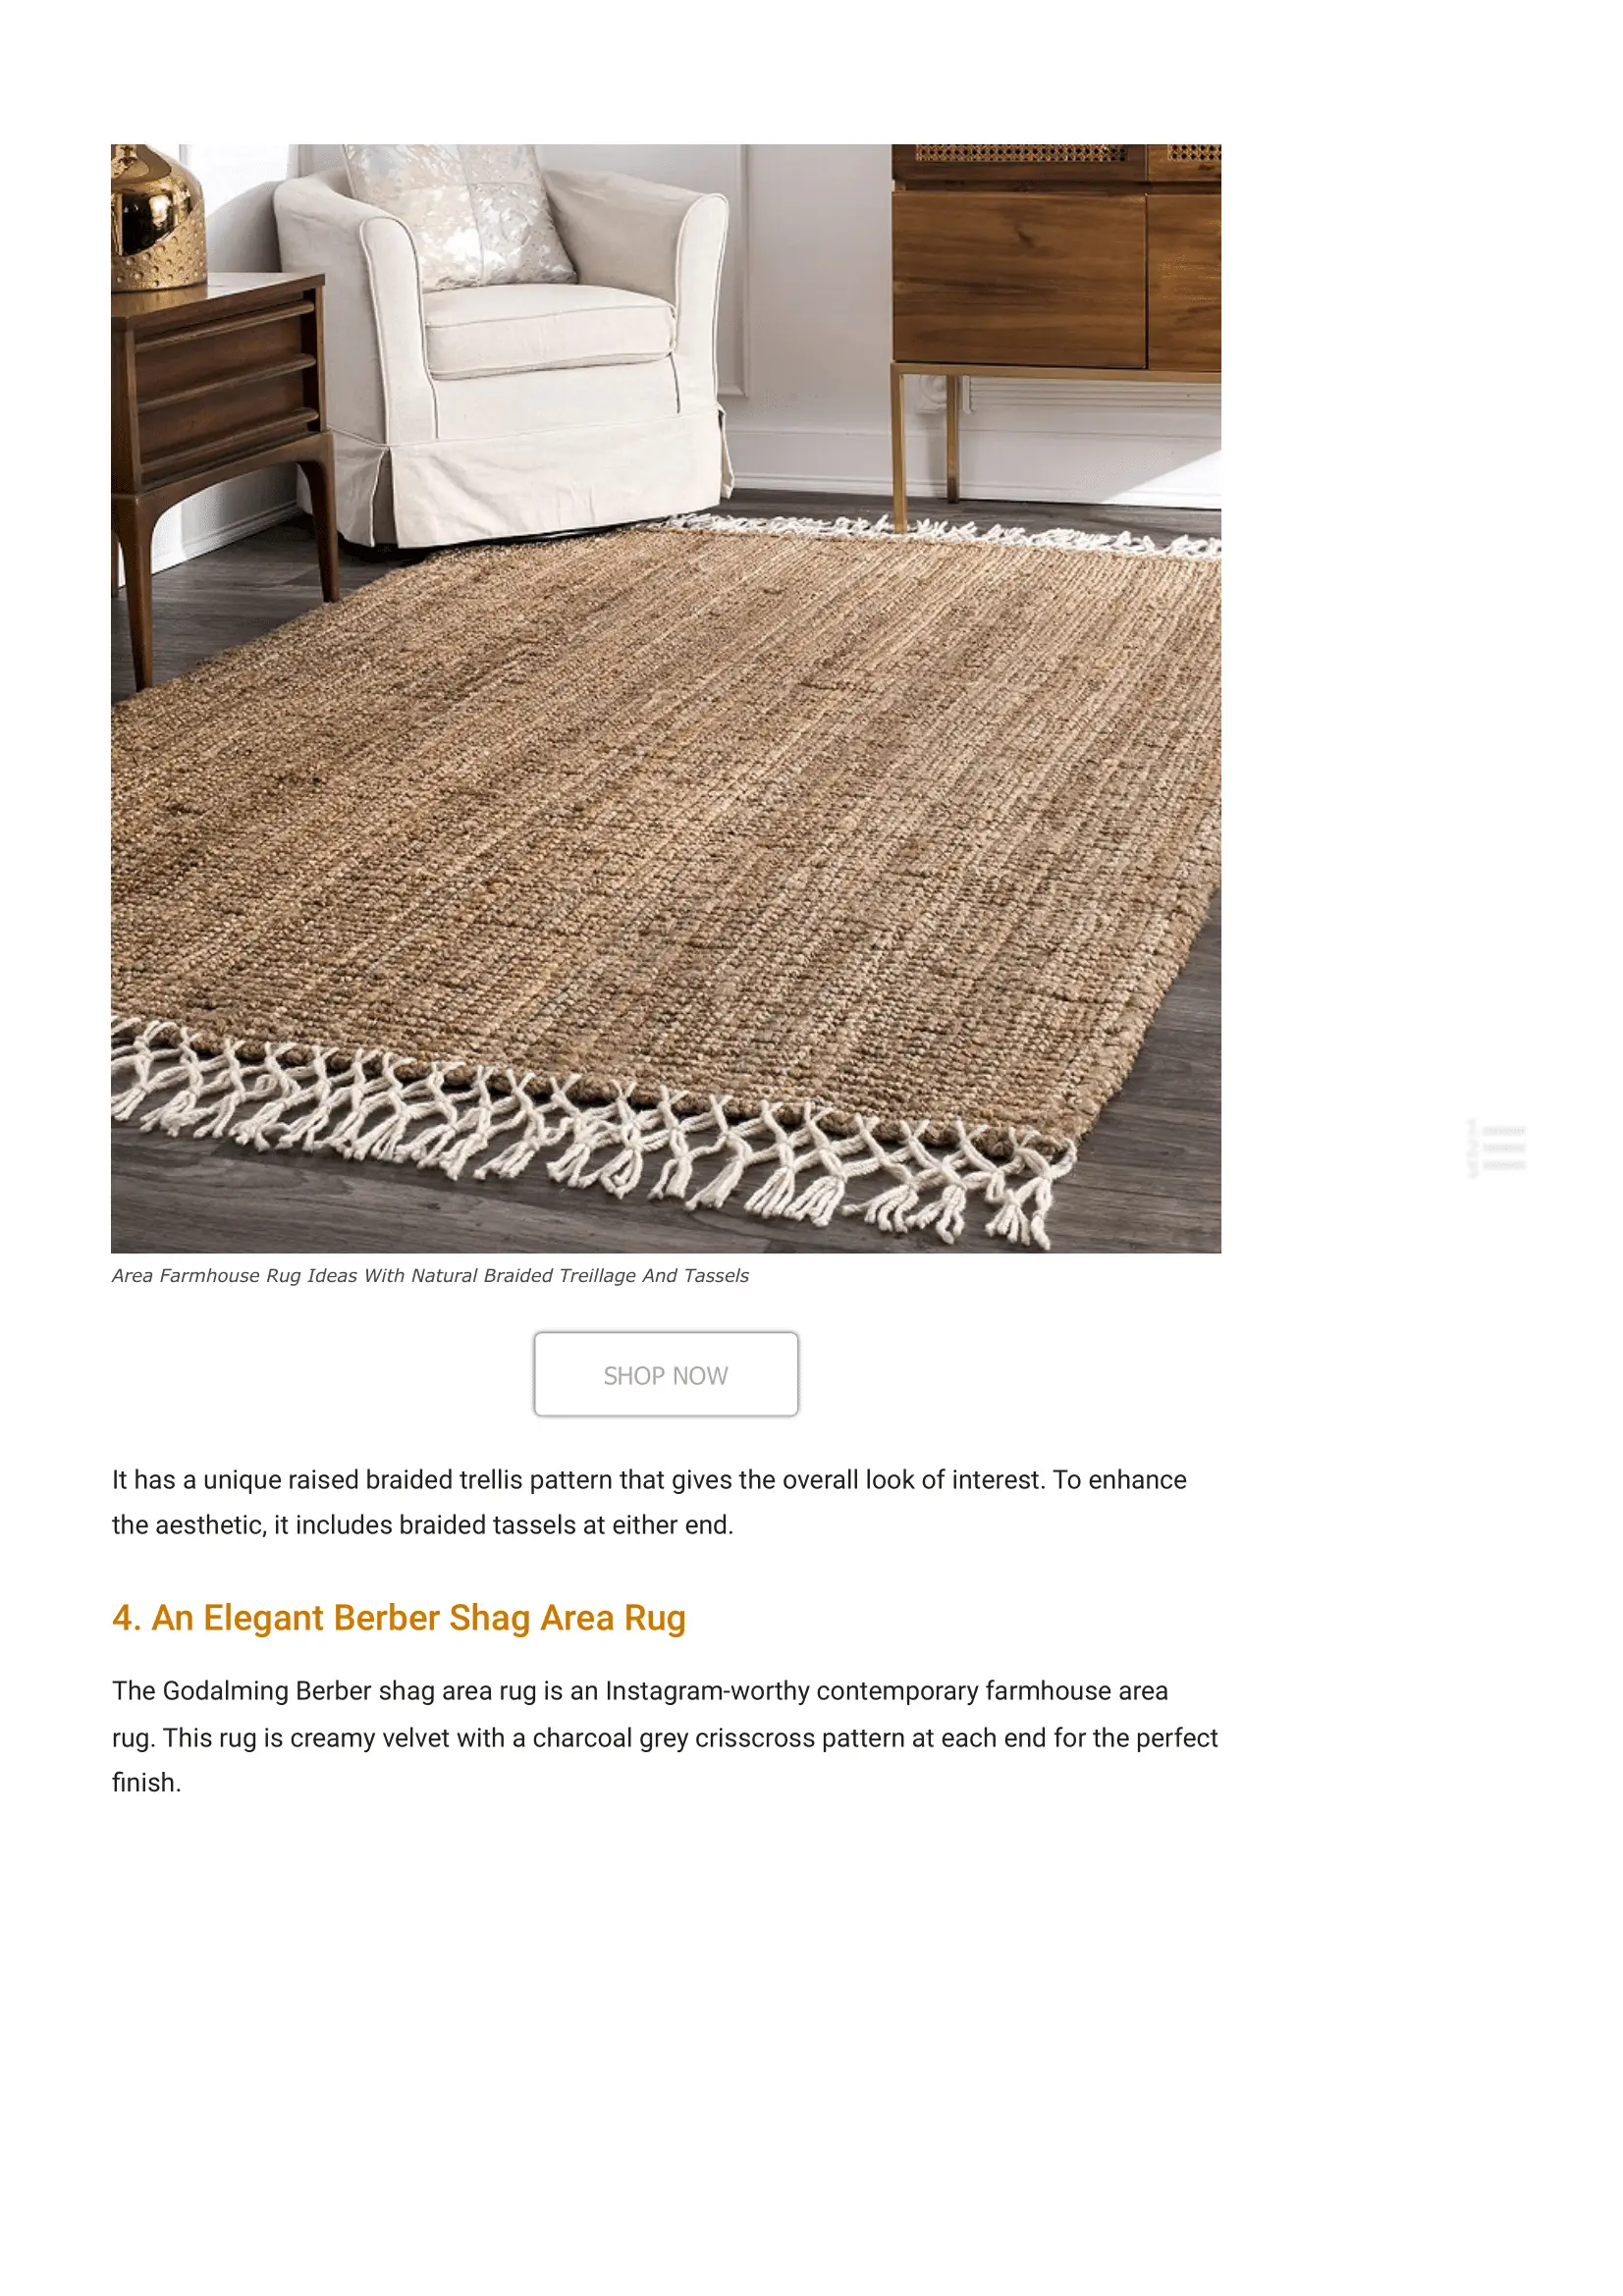 Area Farmhouse Rug Ideas With Natural Braided Treillage And Tassels
SHOP NOW
It has a unique raised braided trellis pattern that gives the overall look of interest. To enhance
the aesthetic, it includes braided tassels at either end.
4. An Elegant Berber Shag Area Rug
The Godalming Berber shag area rug is an Instagram-worthy contemporary farmhouse area
rug. This rug is creamy velvet with a charcoal grey crisscross pattern at each end for the perfect
finish.